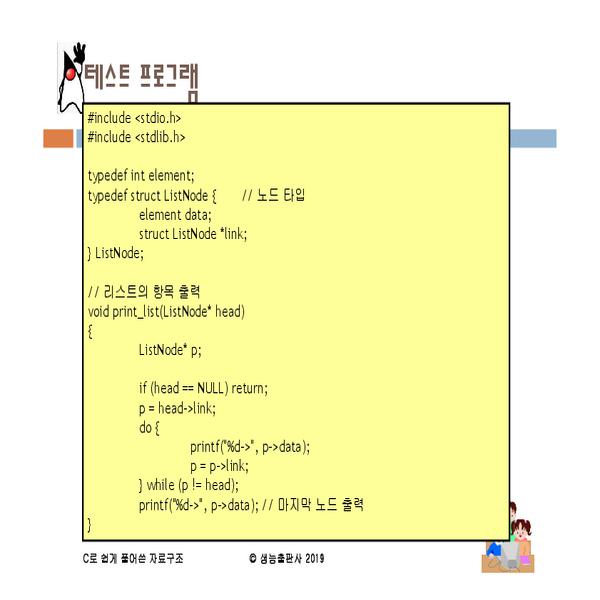 테스트 프로그램
#include <stdio.h>
#include <stdlib.h>
typedef int element;
typedef struct ListNode { // 노드 타입
element data;
struct ListNode *link;
} ListNode;
// 리스트의 항목 출력
void print_list(ListNode* head)
{
ListNode* p;
if (head == NULL) return;
p = head->link;
do {
printf("%d->", p->data);
p = p->link;
} while (p != head);
printf("%d->", p->data); // 마지막 노드 출력
}
C로 쉽게 풀어쓴 자료구조 © 생능출판사 2019